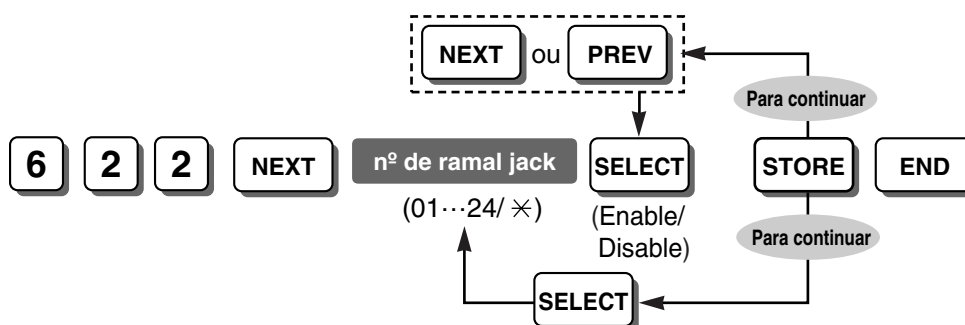 NEXT ou PREV
Para continuar
6 2 2 NEXT nº de ramal jack SELECT STORE END
(01···24/ ✳) (Enable/
Disable)
Para continuar
SELECT